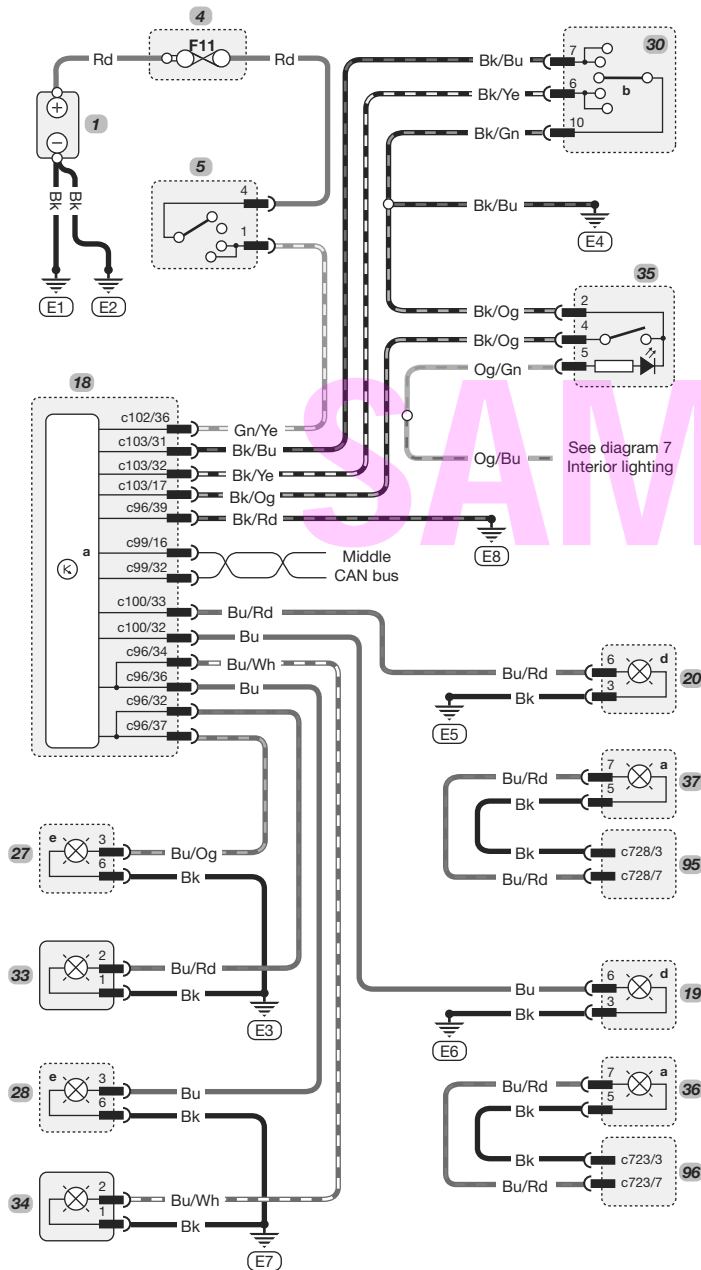 4
F11
Rd
Rd
1
Bk
Bk
E1
E2
5
4
1
30
7
6
b
10
Bk/Bu
Bk/Ye
Bk/Gn
Bk/Bu
E4
35
2
4
5
Bk/Og
Bk/Og
Og/Gn
Og/Bu
See diagram 7
Interior lighting
SAM
18
a
c102/36
Gn/Ye
c103/31
Bk/Bu
c103/32
Bk/Ye
c103/17
Bk/Og
c96/39
Bk/Rd
E8
c99/16
c99/32
Middle
CAN bus
c100/33
Bu/Rd
c100/32
Bu
c96/34
Bu/Wh
c96/36
Bu
c96/32
c96/37
Bu/Rd
6
d
3
20
Bk
E5
7
a
5
37
Bu/Rd
Bk
Bk
c728/3
Bu/Rd
c728/7
95
27
e
3
6
Bu/Og
Bk
33
2
1
Bu/Rd
Bk
E3
28
e
3
6
Bu
Bk
34
2
1
Bu/Wh
Bk
E7
Bu
6
d
3
19
Bk
E6
7
a
5
36
Bu/Rd
Bk
Bk
c723/3
Bu/Rd
c723/7
96